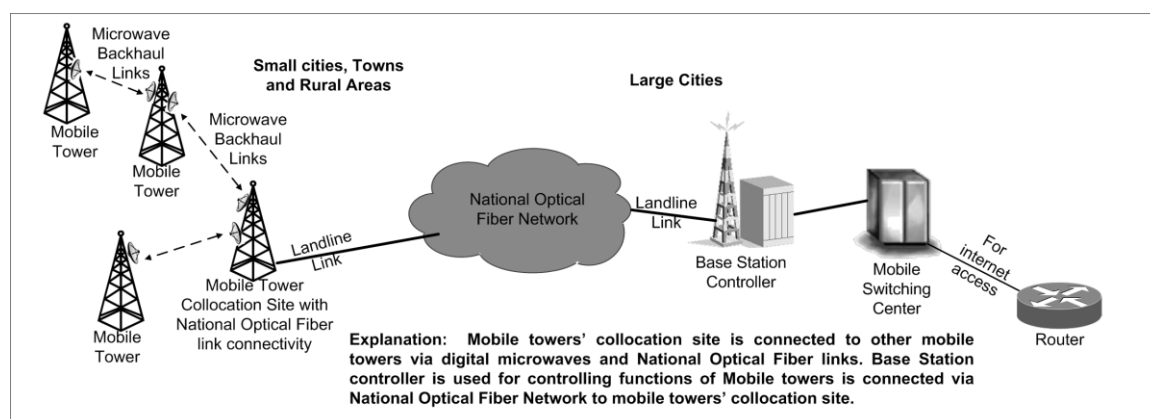 Microwave
Backhaul
Links
Mobile
Tower
Mobile
Tower
Small cities, Towns
and Rural Areas
Microwave
Backhaul
Links
Large Cities
National Optical
Fiber Network
Landline
Link
Landline
Link
Base Station
Controller
Mobile
Switching
Center
For
internet
access
Router
Mobile
Tower
Mobile Tower
Collocation Site with
National Optical Fiber
link connectivity
Explanation: Mobile towers' collocation site is connected to other mobile
towers via digital microwaves and National Optical Fiber links. Base Station
controller is used for controlling functions of Mobile towers is connected via
National Optical Fiber Network to mobile towers' collocation site.